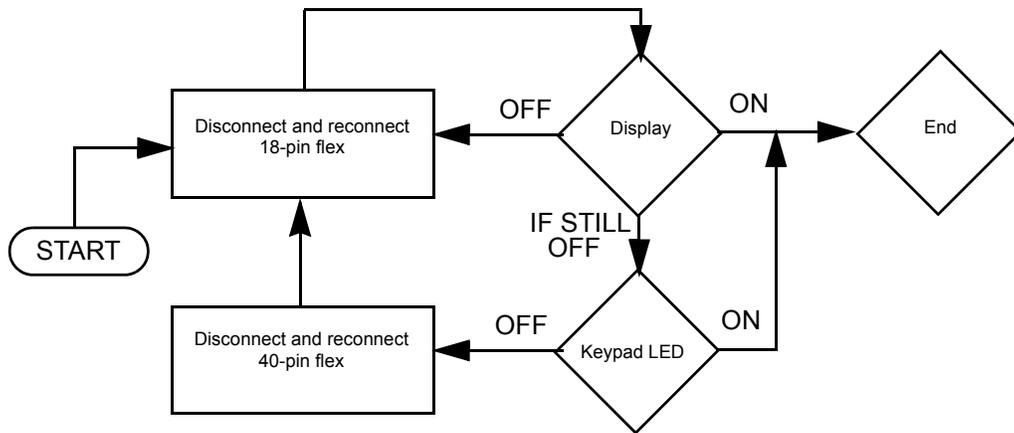 START
Disconnect and reconnect
18-pin flex
OFF
Display
ON
End
IF STILL
OFF
Disconnect and reconnect
40-pin flex
OFF
Keypad LED
ON